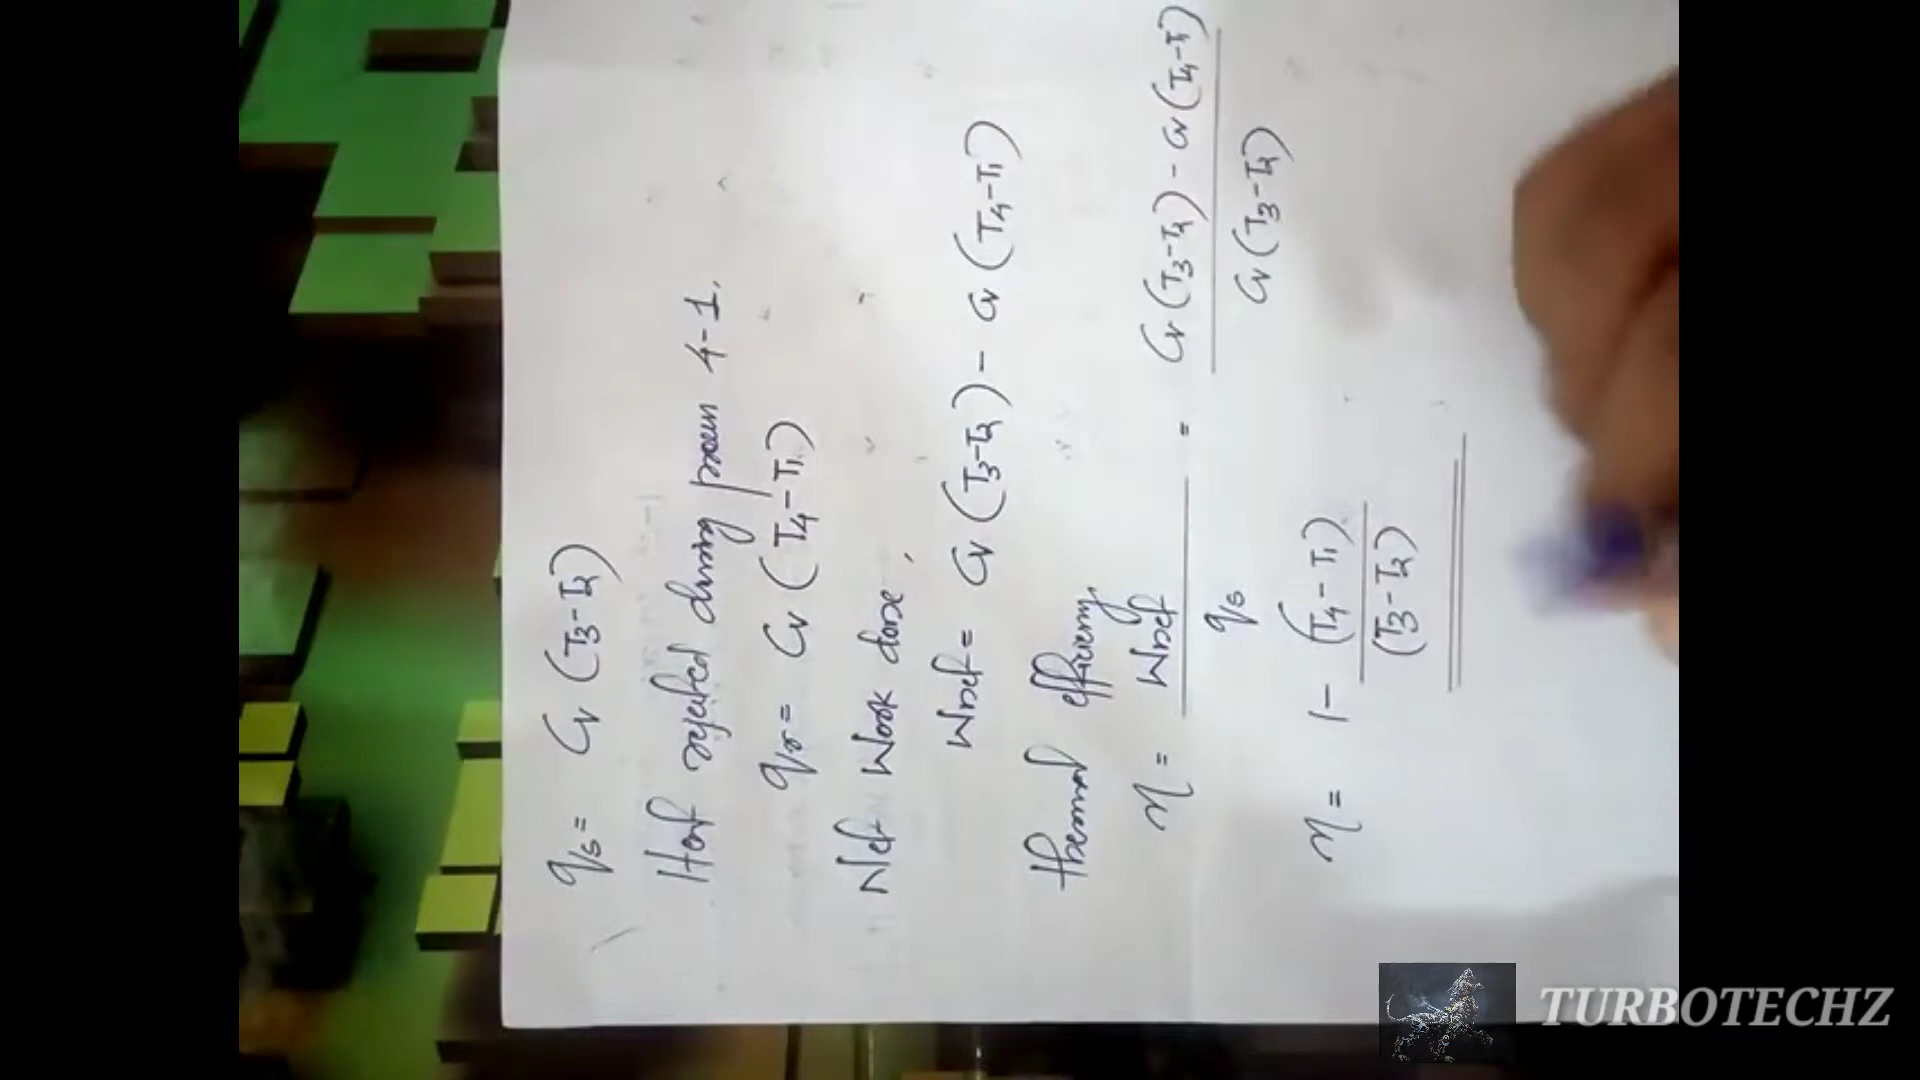 qs = Cv (T3-T2)
Heat rejected during process 4-1.
qr = Cv (T4-T1)
Net Work done,
Wnet = Cv (T3-T2) - Cv (T4-T1)
Thermal efficiency
η = Wnet / qs = Cv (T3-T2) - Cv (T4-T1) / Cv (T3-T2)
η = 1 - (T4-T1) / (T3-T2)
TURBOTECHZ